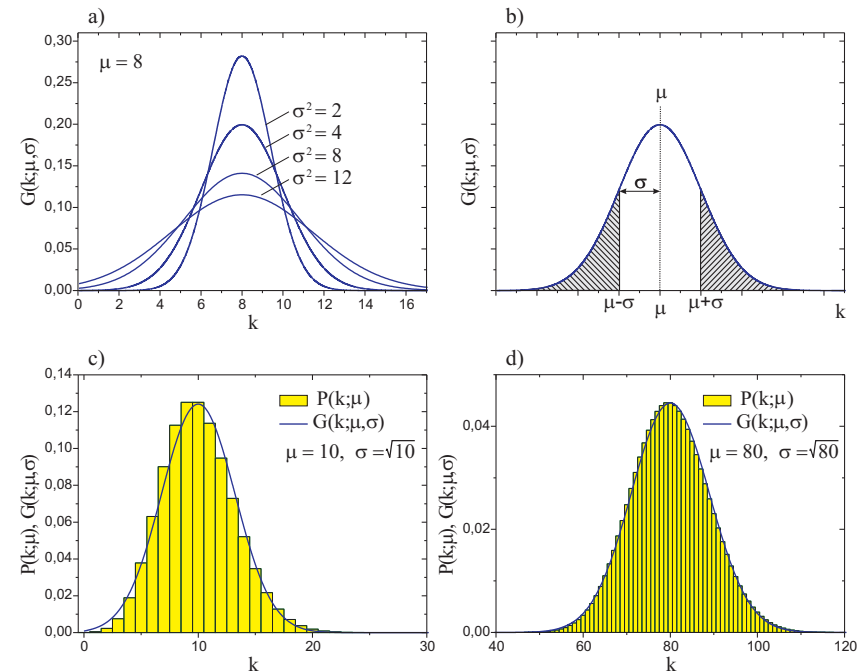 a)
0,30
0,25
0,20
0,15
0,10
0,05
0,00
G(k;μ,σ)
μ = 8
σ² = 2
σ² = 4
σ² = 8
σ² = 12
0 2 4 6 8 10 12 14 16
k
b)
G(k;μ,σ)
μ
σ
μ-σ μ μ+σ
k
c)
0,14
0,12
0,10
0,08
0,06
0,04
0,02
0,00
P(k;μ), G(k;μ,σ)
P(k;μ)
G(k;μ,σ)
μ = 10, σ =√10
0 10 20 30
k
d)
0,04
0,02
0,00
P(k;μ), G(k;μ,σ)
P(k;μ)
G(k;μ,σ)
μ = 80, σ =√80
40 60 80 100 120
k